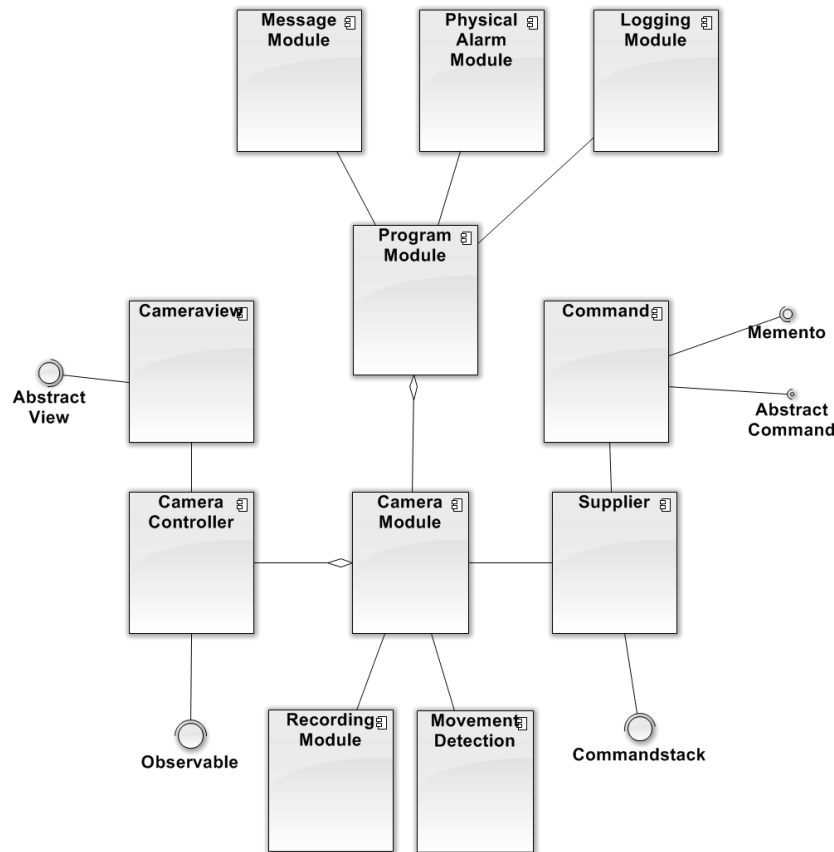 Message
Module
Physical
Alarm
Module
Logging
Module
Program
Module
Cameraview
Command
Memento
Abstract
View
Abstract
Command
Camera
Controller
Camera
Module
Supplier
Recording
Module
Movement
Detection
Observable
Commandstack